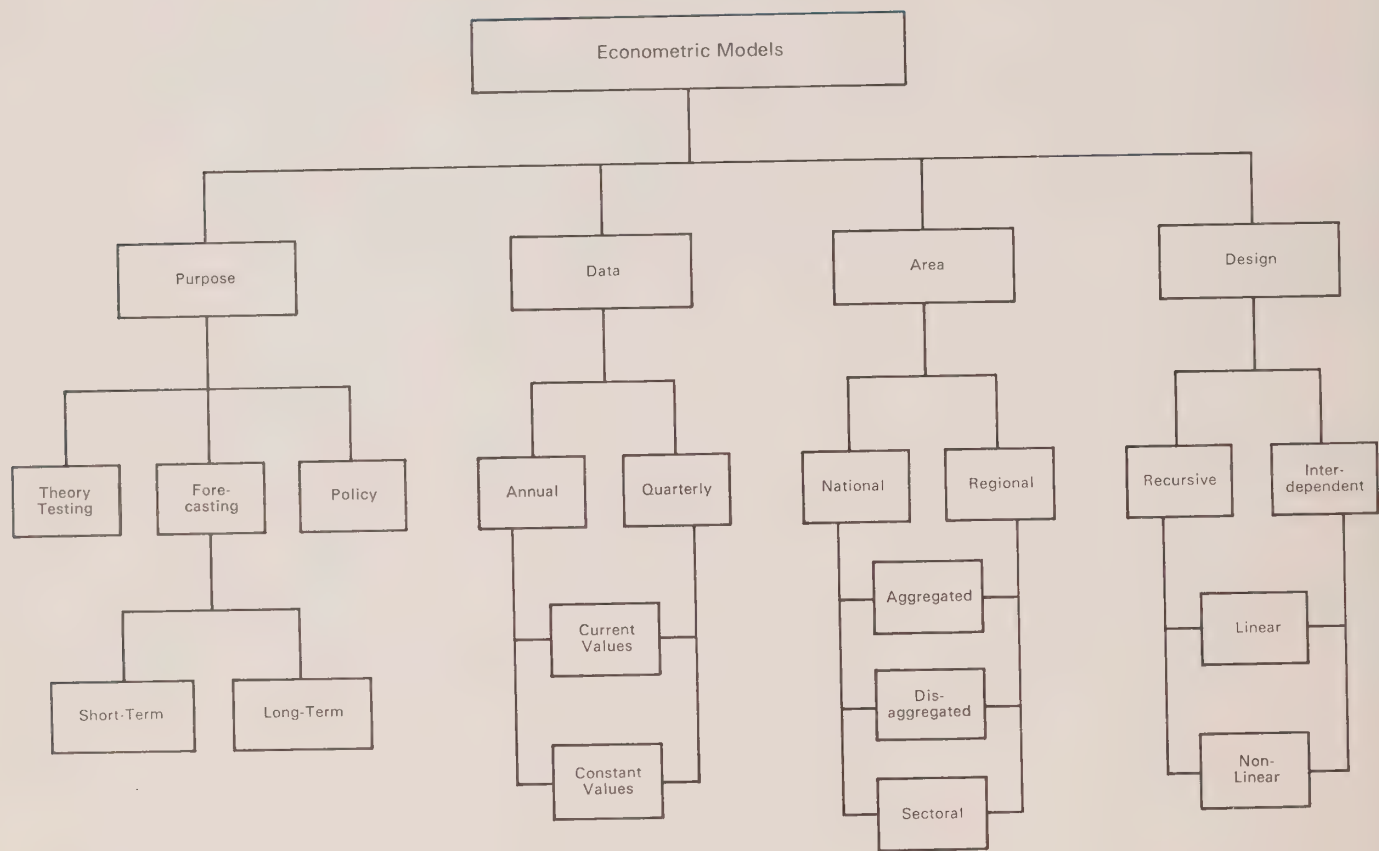 Econometric Models
Purpose
Data
Area
Design
Theory
Testing
Fore-
casting
Policy
Annual
Quarterly
National
Regional
Recursive
Inter-
dependent
Short-Term
Long-Term
Current
Values
Constant
Values
Aggregated
Dis-
aggregated
Sectoral
Linear
Non-
Linear